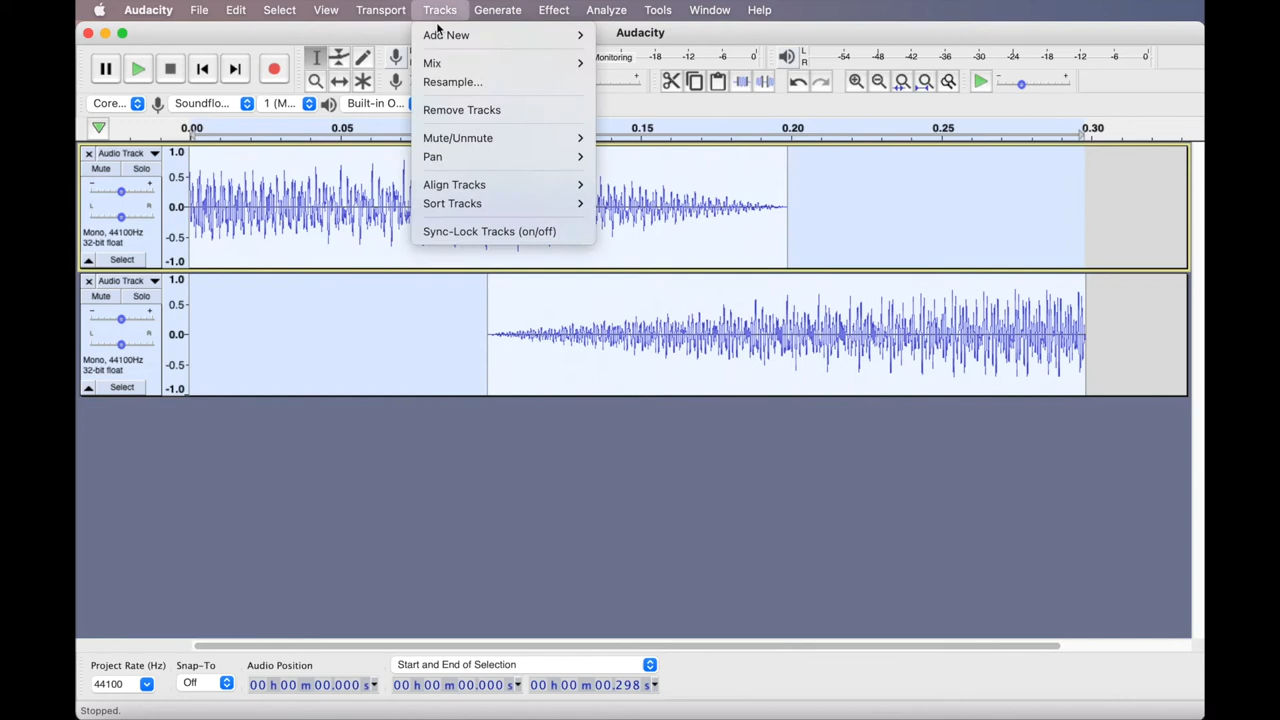 Audacity File Edit Select View Transport Tracks Generate Effect Analyze Tools Window Help
Audacity
Add New
Mix
Resample...
Remove Tracks
Mute/Unmute
Pan
Align Tracks
Sort Tracks
Sync-Lock Tracks (on/off)
Monitoring -18 -12 -6 0
L
R
-54 -48 -42 -36 -30 -24 -18 -12 -6 0
- +
Core... Soundflo... 1 (M... Built-in O...
0.00 0.05 0.15 0.20 0.25 0.30
Audio Track
Mute Solo
- +
L R
Mono, 44100Hz
32-bit float
Select
1.0
0.5
0.0
-0.5
-1.0
Audio Track
Mute Solo
- +
L R
Mono, 44100Hz
32-bit float
Select
1.0
0.5
0.0
-0.5
-1.0
Project Rate (Hz) Snap-To Audio Position Start and End of Selection
44100 Off 00 h 00 m 00.000 s 00 h 00 m 00.000 s 00 h 00 m 00.298 s
Stopped.